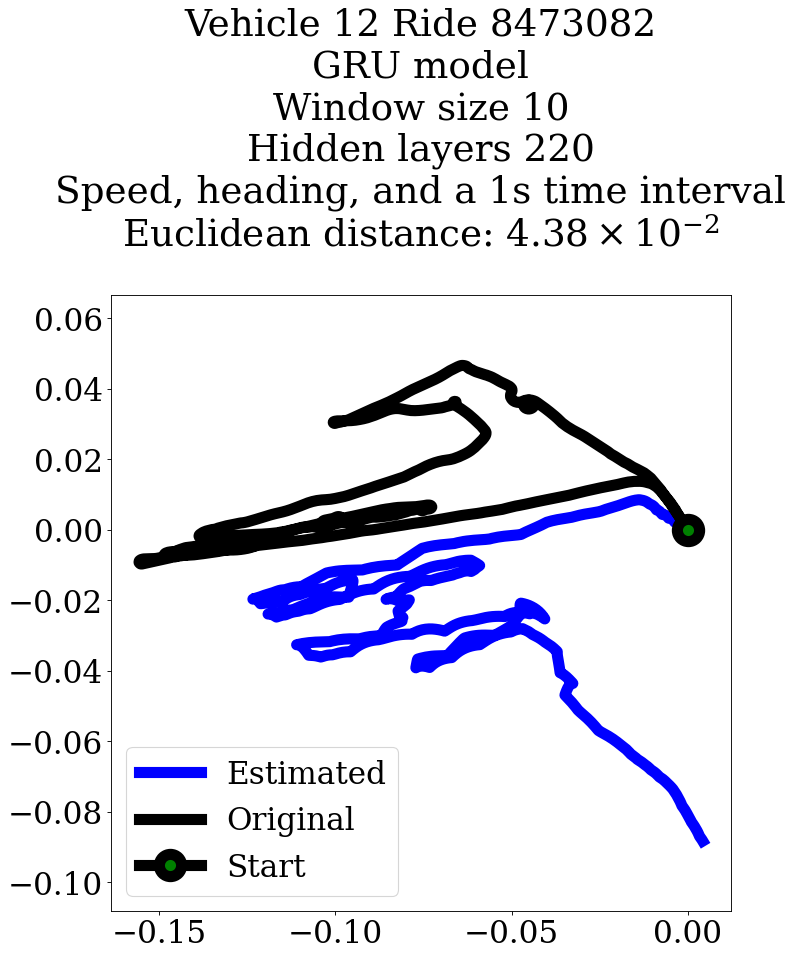 Vehicle 12 Ride 8473082
GRU model
Window size 10
Hidden layers 220
Speed, heading, and a 1s time interval
Euclidean distance: 4.38 × 10⁻²
0.06
0.04
0.02
0.00
−0.02
−0.04
−0.06
−0.08
−0.10
Estimated
Original
Start
−0.15
−0.10
−0.05
0.00